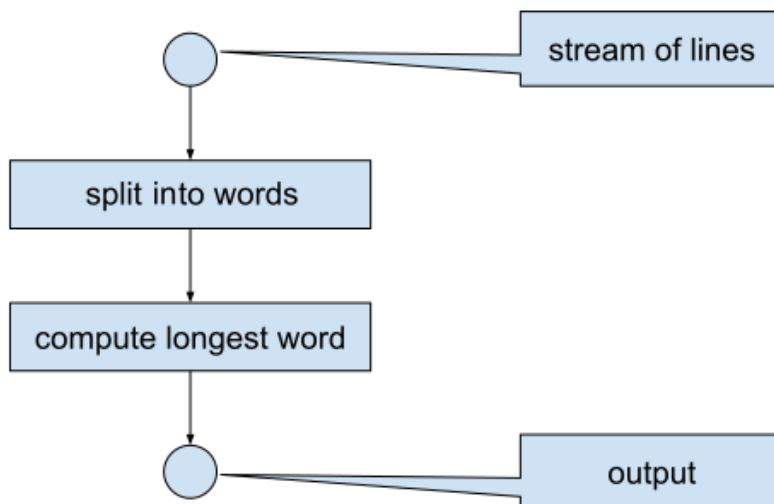 stream of lines
split into words
compute longest word
output